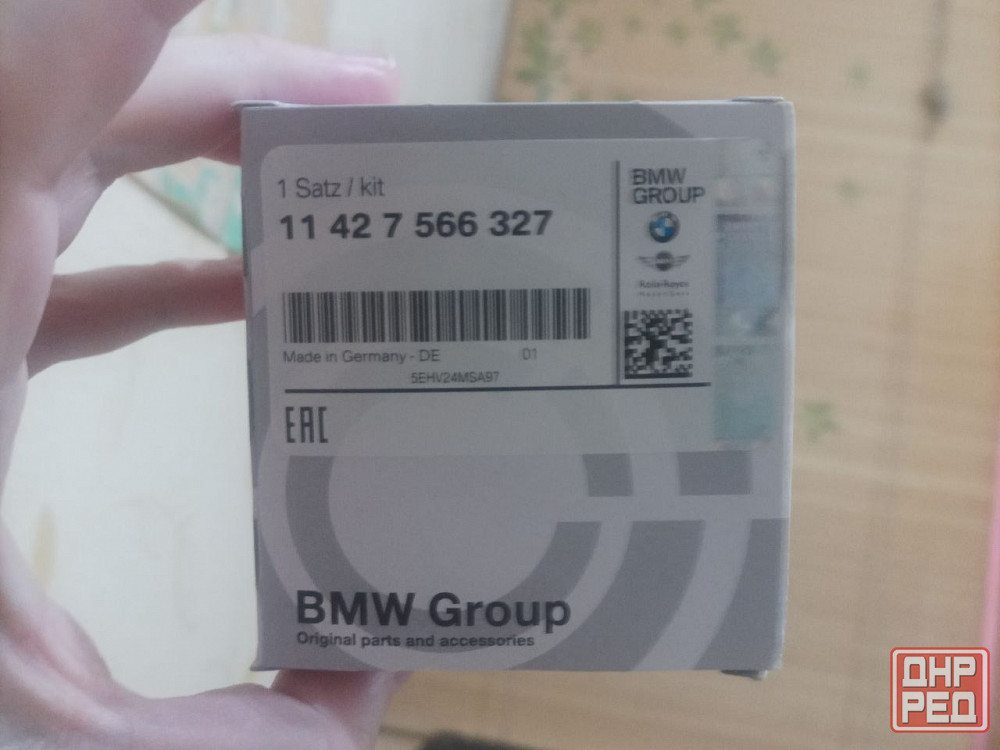 1 Satz / kit
11 42 7 566 327
Made in Germany - DE 01
5EHV24MSA97
EAC
BMW
GROUP
BMW Group
Original parts and accessories
ДНР
РЕД